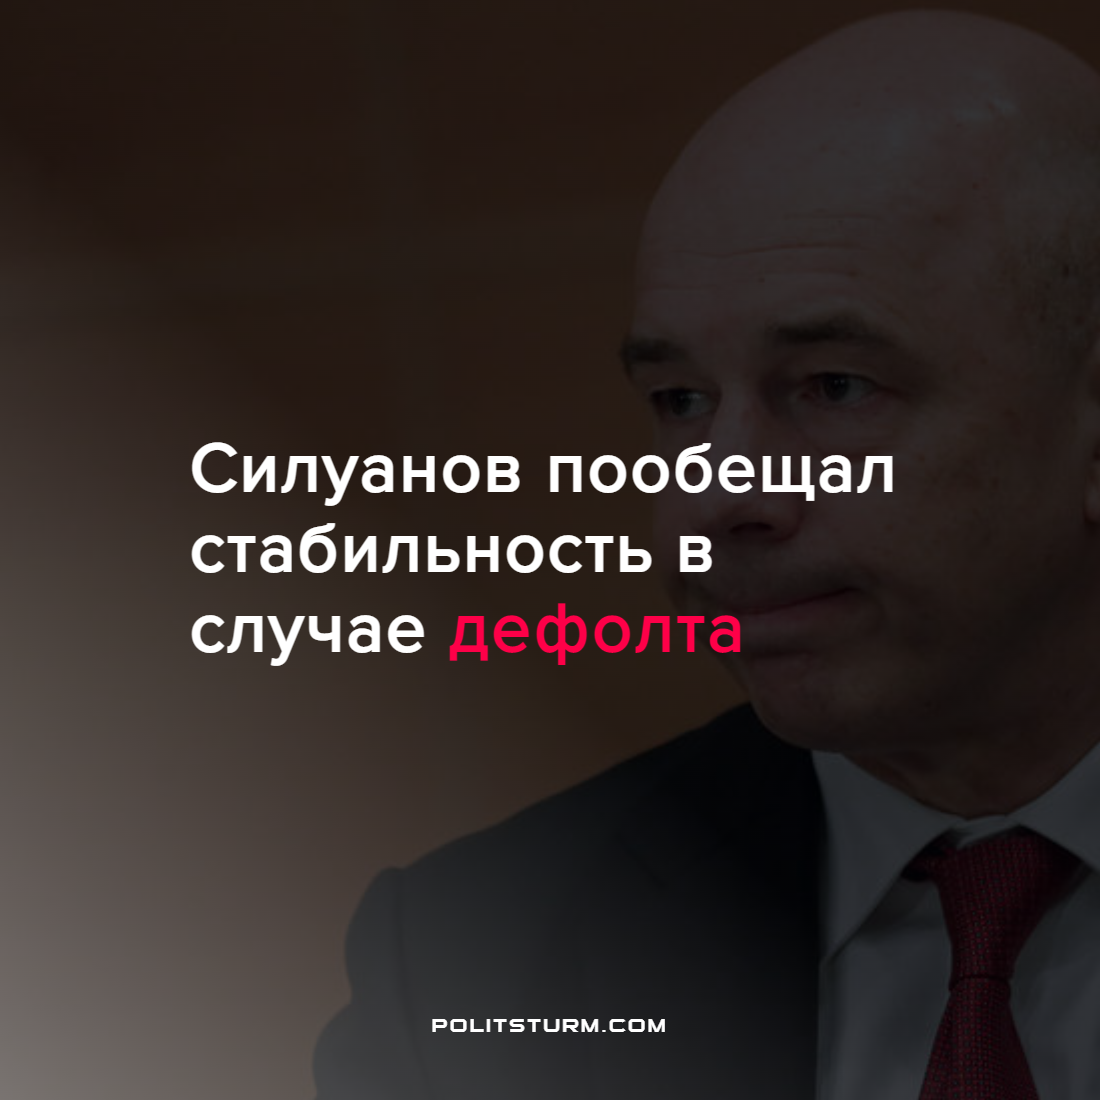 Силуанов пообещал
стабильность в
случае дефолта
POLITSTURM.COM